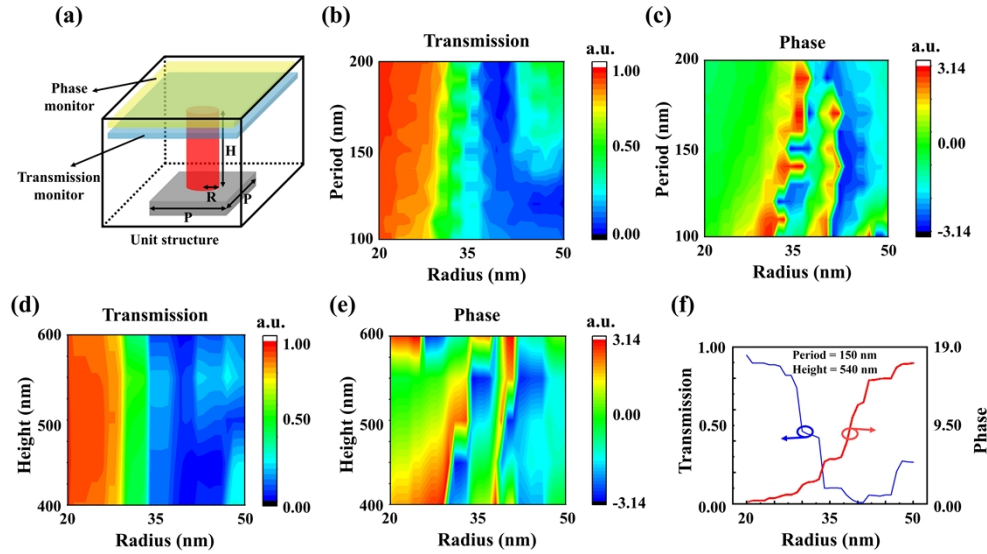 (a)
Phase
monitor
Transmission
monitor
H
R
P
P
Unit structure
(b)
Transmission
a.u.
200
150
100
Period (nm)
20
35
50
Radius (nm)
1.00
0.50
0.00
(c)
Phase
a.u.
200
150
100
Period (nm)
20
35
50
Radius (nm)
3.14
0.00
-3.14
(d)
Transmission
a.u.
600
500
400
Height (nm)
20
35
50
Radius (nm)
1.00
0.50
0.00
(e)
Phase
a.u.
600
500
400
Height (nm)
20
35
50
Radius (nm)
3.14
0.00
-3.14
(f)
Period = 150 nm
Height = 540 nm
1.00
0.50
0.00
Transmission
19.0
9.50
0.00
Phase
20
35
50
Radius (nm)